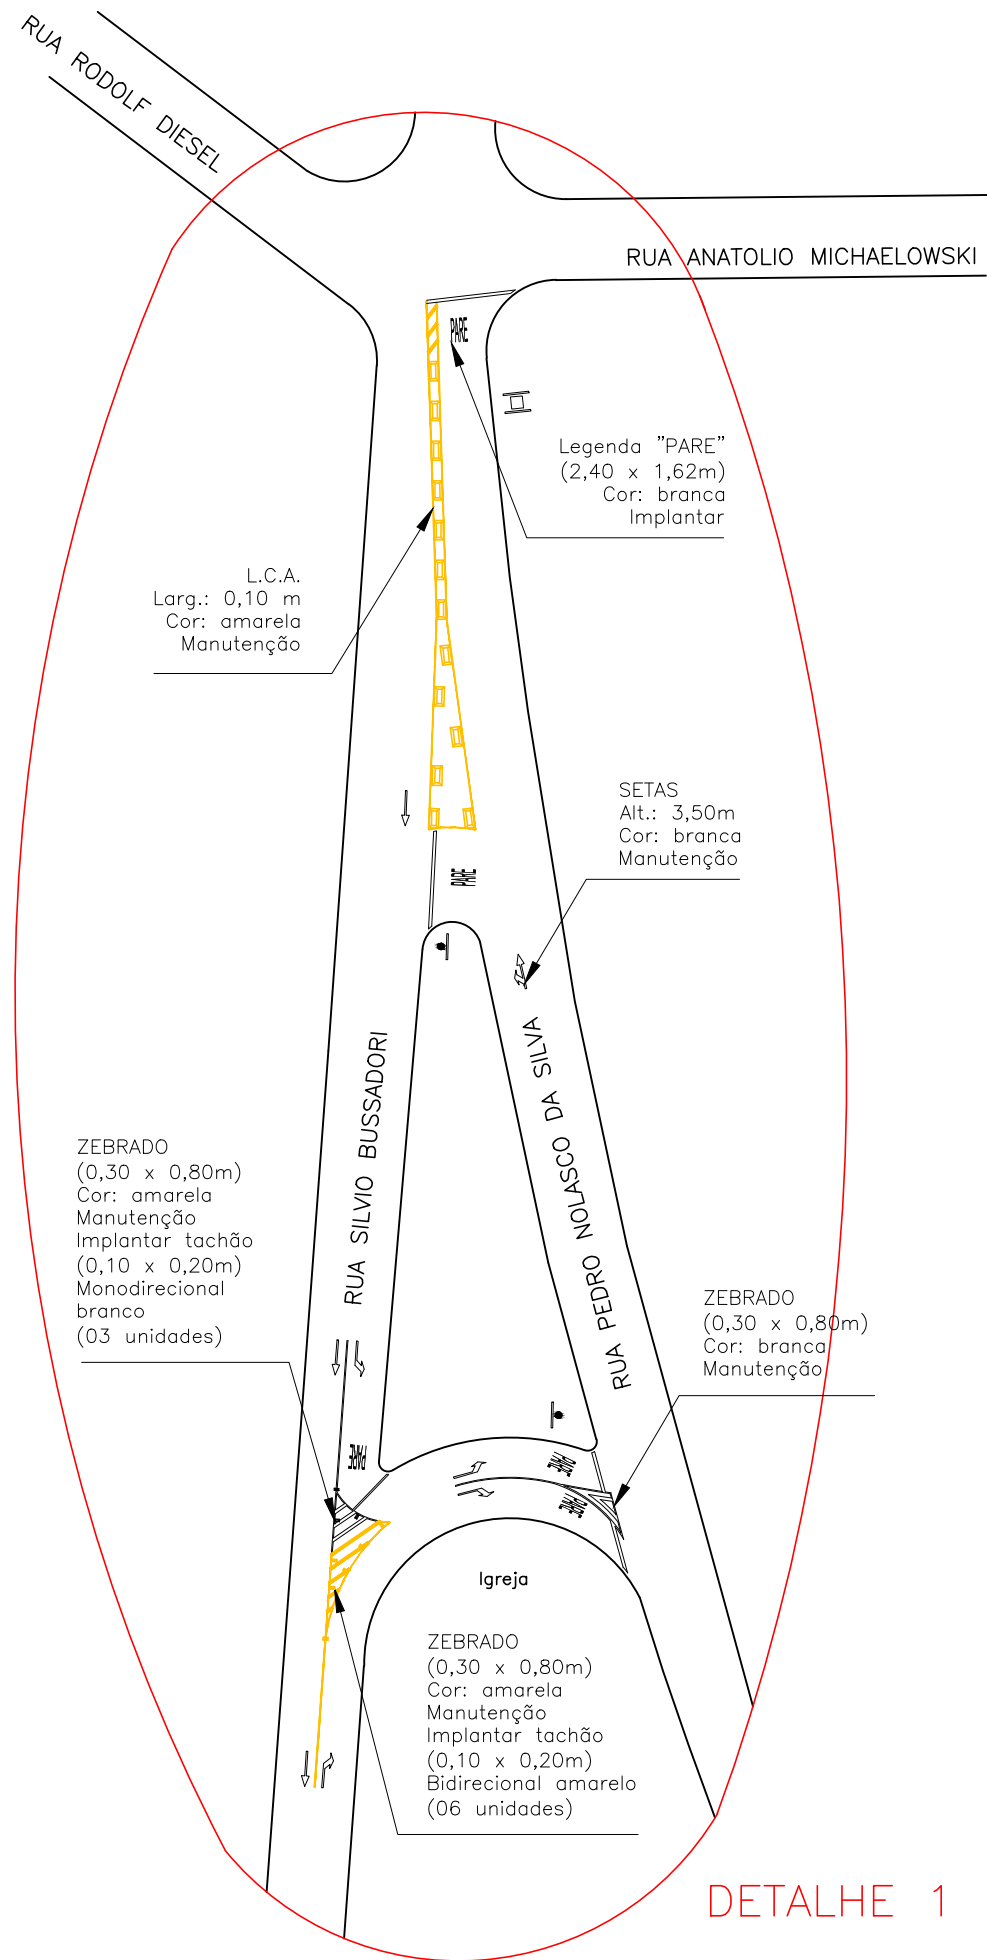 RUA RODOLF DIESEL
RUA ANATOLIO MICHAELOWSKI
PARE
Legenda "PARE"
(2,40 x 1,62m)
Cor: branca
Implantar
L.C.A.
Larg.: 0,10 m
Cor: amarela
Manutenção
SETAS
Alt.: 3,50m
Cor: branca
Manutenção
PARE
RUA SILVIO BUSSADORI
RUA PEDRO NOLASCO DA SILVA
ZEBRADO
(0,30 x 0,80m)
Cor: amarela
Manutenção
Implantar tachão
(0,10 x 0,20m)
Monodirecional
branco
(03 unidades)
ZEBRADO
(0,30 x 0,80m)
Cor: branca
Manutenção
PARE
PARE
PARE
Igreja
ZEBRADO
(0,30 x 0,80m)
Cor: amarela
Manutenção
Implantar tachão
(0,10 x 0,20m)
Bidirecional amarelo
(06 unidades)
DETALHE 1